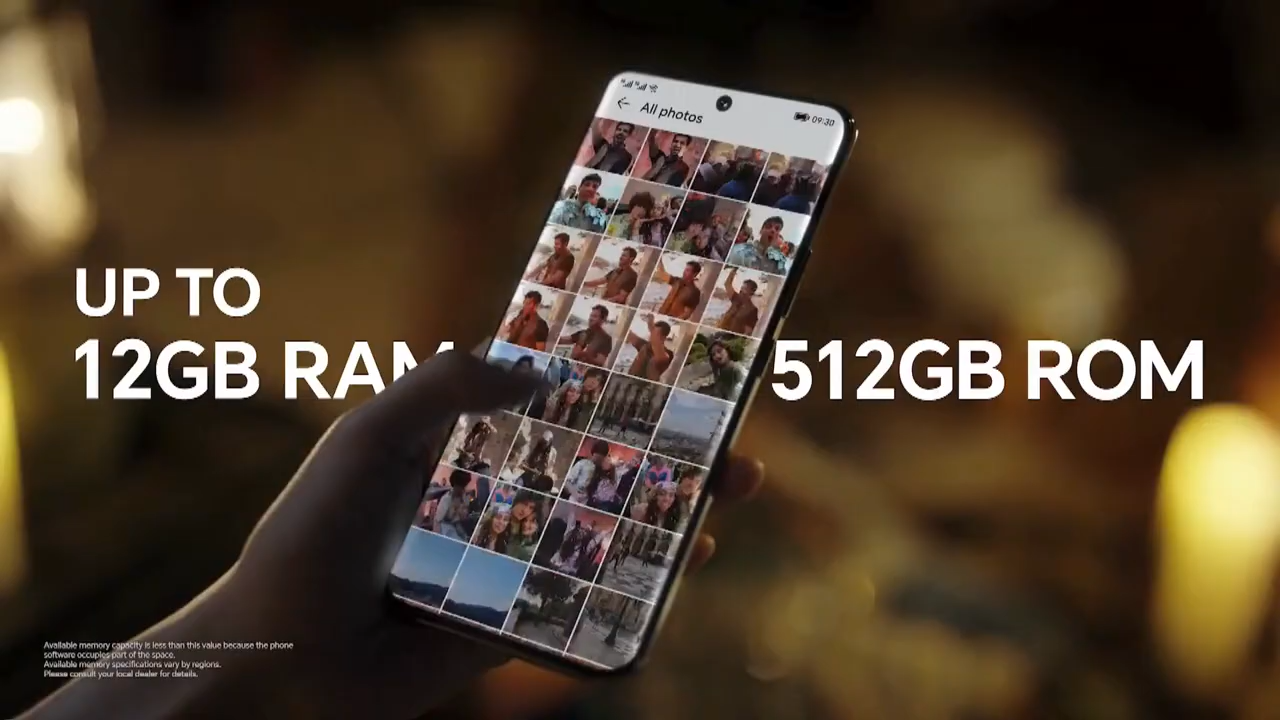 All photos
09:30
UP TO
12GB RAM
512GB ROM
Available memory capacity is less than this value because the phone
software occupies part of the space.
Available memory specifications vary by regions.
Please consult your local dealer for details.